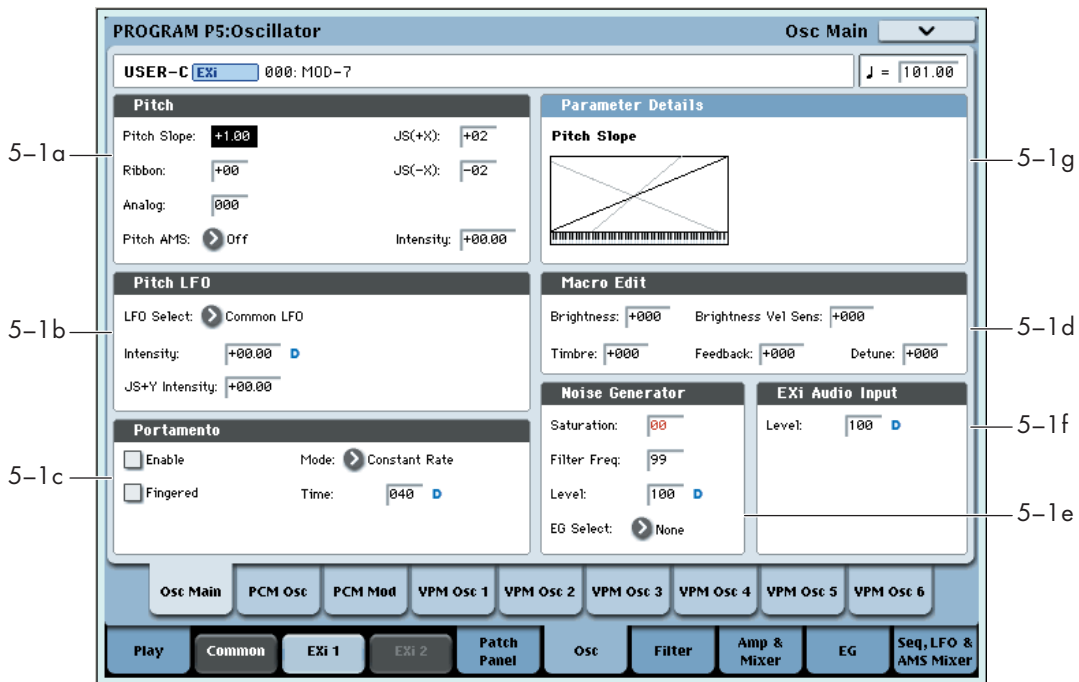 PROGRAM P5:Oscillator
Osc Main
USER-C EXi 000: MOD-7
♩ = 101.00
Pitch
Pitch Slope: +1.00 JS(+X): +02
Ribbon: +00 JS(-X): -02
Analog: 000
Pitch AMS: Off Intensity: +00.00
5-1a
Parameter Details
Pitch Slope
5-1g
Pitch LFO
LFO Select: Common LFO
Intensity: +00.00 D
JS+Y Intensity: +00.00
5-1b
Macro Edit
Brightness: +000 Brightness Vel Sens: +000
Timbre: +000 Feedback: +000 Detune: +000
5-1d
Portamento
Enable Mode: Constant Rate
Fingered Time: 040 D
5-1c
Noise Generator
Saturation: 00
Filter Freq: 99
Level: 100 D
EG Select: None
5-1e
EXi Audio Input
Level: 100 D
5-1f
Osc Main
PCM Osc
PCM Mod
VPM Osc 1
VPM Osc 2
VPM Osc 3
VPM Osc 4
VPM Osc 5
VPM Osc 6
Play
Common
EXi 1
EXi 2
Patch
Panel
Osc
Filter
Amp &
Mixer
EG
Seq, LFO &
AMS Mixer